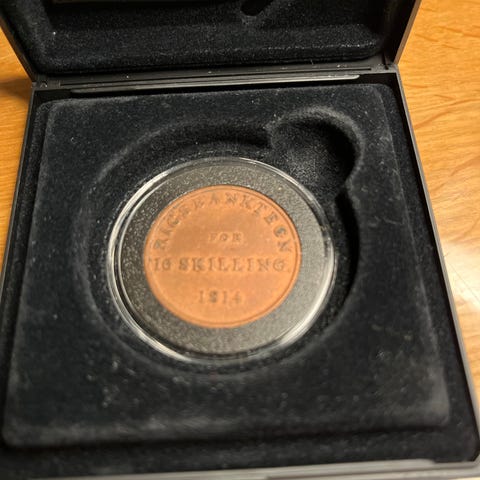 RIGSBANKTEGN
FOR
16 SKILLING.
1814